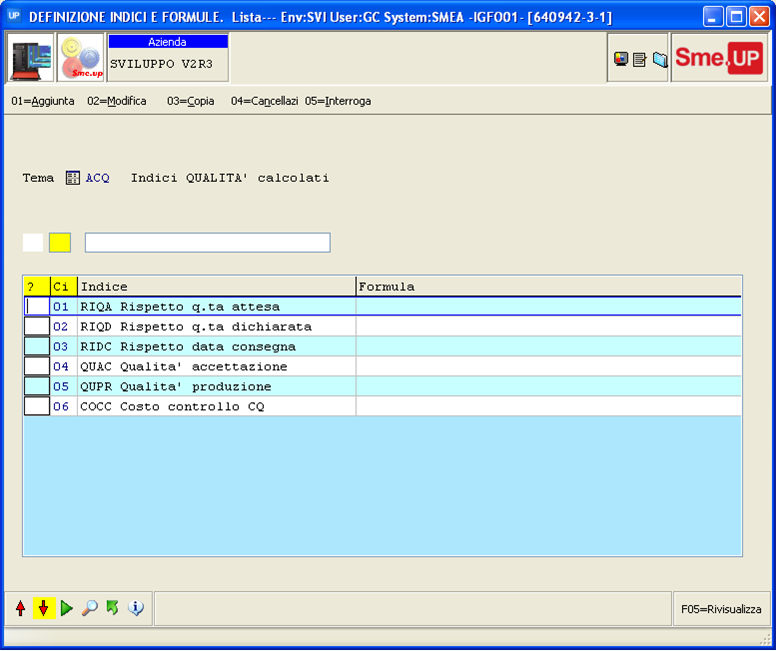 UP DEFINIZIONE INDICI E FORMULE. Lista--- Env:SVI User:GC System:SMEA -IGFO01- [640942-3-1]
Sme.up
Azienda
SVILUPPO V2R3
Sme.UP
01=Aggiunta 02=Modifica 03=Copia 04=Cancellazi 05=Interroga
Tema ACQ Indici QUALITA' calcolati
? Ci Indice Formula
01 RIQA Rispetto q.ta attesa
02 RIQD Rispetto q.ta dichiarata
03 RIDC Rispetto data consegna
04 QUAC Qualita' accettazione
05 QUPR Qualita' produzione
06 COCC Costo controllo CQ
F05=Rivisualizza